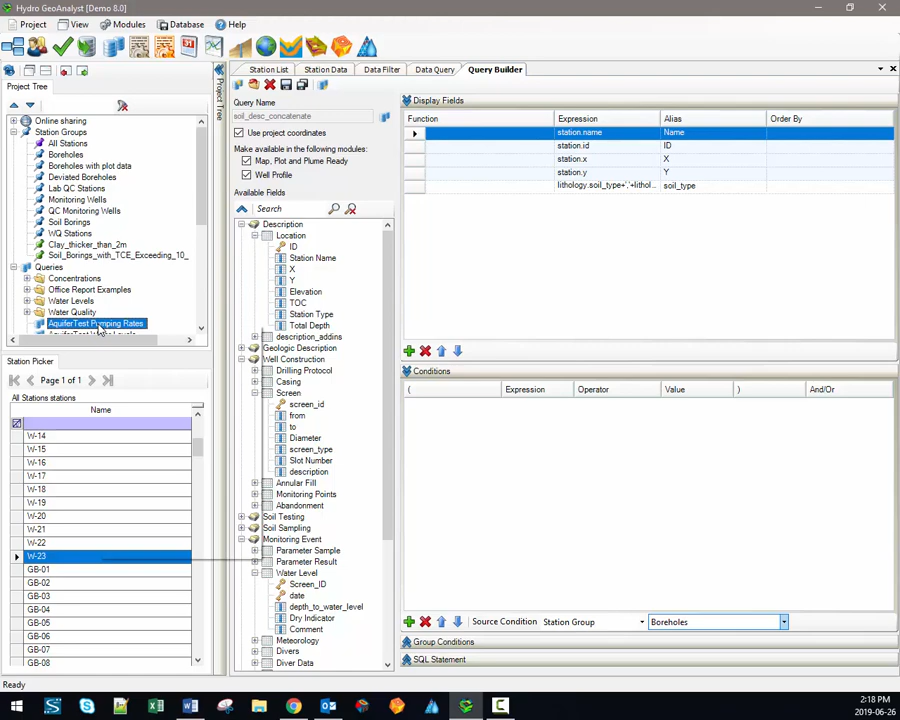 Hydro GeoAnalyst [Demo 8.0]
Project View Modules Database Help
Project Tree
Online sharing
Station Groups
All Stations
Boreholes
Boreholes with plot data
Deviated Boreholes
Lab QC Stations
Monitoring Wells
QC Monitoring Wells
Soil Borings
WQ Stations
Clay_thicker_than_2m
Soil_Borings_with_TCE_Exceeding_10_
Queries
Concentrations
Office Report Examples
Water Levels
Water Quality
AquiferTest Pumping Rates
AquiferTest Water Levels
Station Picker
Page 1 of 1
All Stations stations
Name
W-14
W-15
W-16
W-17
W-18
W-19
W-20
W-21
W-22
W-23
GB-01
GB-02
GB-03
GB-04
GB-05
GB-06
GB-07
GB-08
Project Tree
Station List Station Data Data Filter Data Query Query Builder
Query Name
soil_desc_concatenate
Use project coordinates
Make available in the following modules:
Map, Plot and Plume Ready
Well Profile
Available Fields
Search
Description
Location
ID
Station Name
X
Y
Elevation
TOC
Station Type
Total Depth
description_addins
Geologic Description
Well Construction
Drilling Protocol
Casing
Screen
screen_id
from
to
Diameter
screen_type
Slot Number
description
Annular Fill
Monitoring Points
Abandonment
Soil Testing
Soil Sampling
Monitoring Event
Parameter Sample
Parameter Result
Water Level
Screen_ID
date
depth_to_water_level
Dry Indicator
Comment
Meteorology
Divers
Diver Data
Display Fields
Function Expression Alias Order By
station.name Name
station.id ID
station.x X
station.y Y
lithology.soil_type+','+lithol... soil_type
Conditions
( Expression Operator Value ) And/Or
Source Condition Station Group Boreholes
Group Conditions
SQL Statement
Ready
2:18 PM
2019-06-26